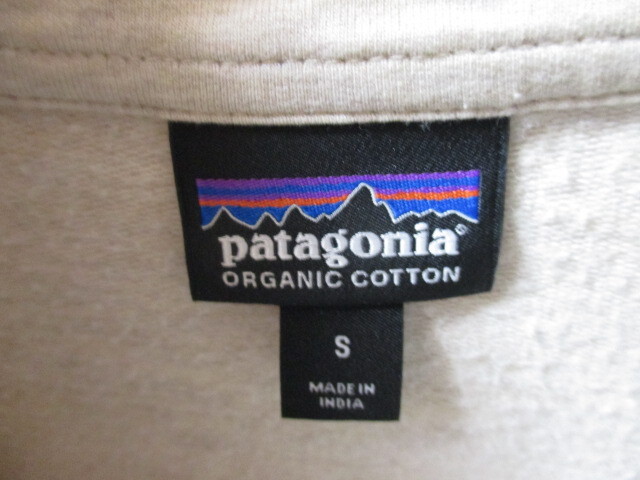 patagonia®
ORGANIC COTTON
S
MADE IN
INDIA